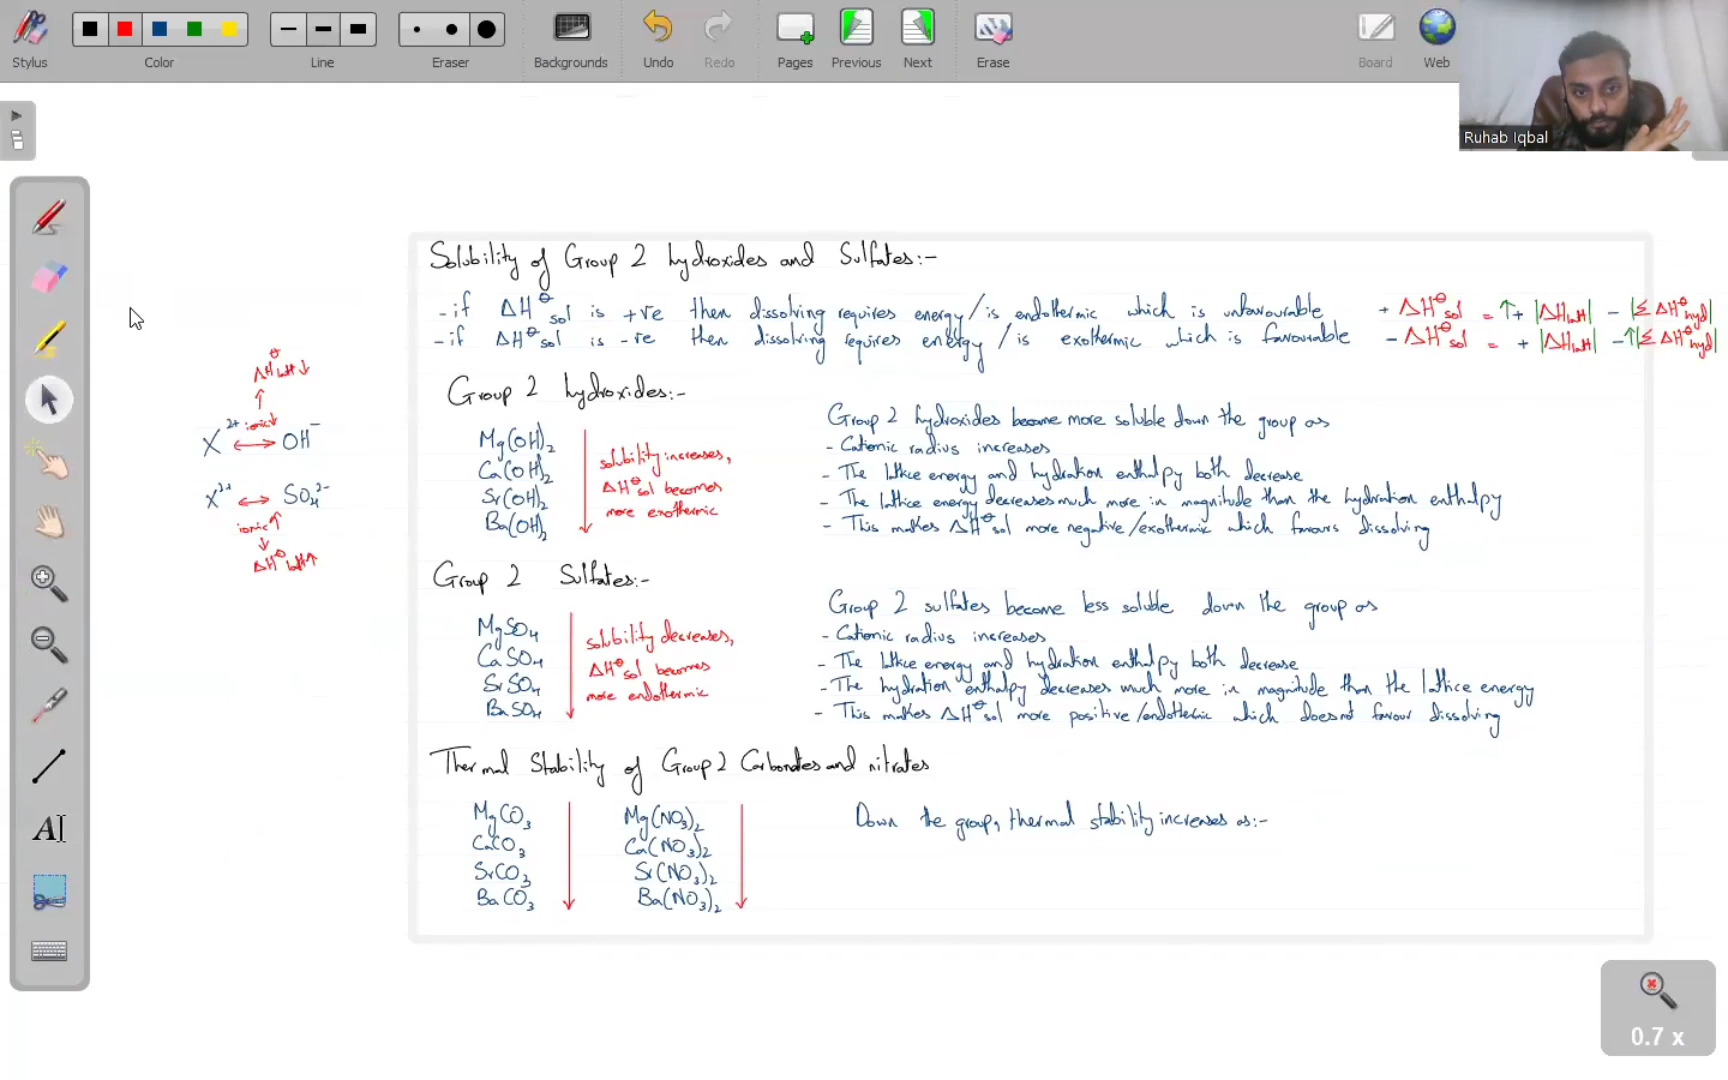 Stylus
Color
Line
Eraser
Backgrounds
Undo
Redo
Pages
Previous
Next
Erase
Board
Web
Ruhab Iqbal
Solubility of Group 2 hydroxides and Sulfates:-
-if ΔH⦵sol is +ve then dissolving requires energy/is endothermic which is unfavourable
+ ΔH⦵sol = ↑+ |ΔHlatt| - |Σ ΔH⦵hyd|
-if ΔH⦵sol is -ve then dissolving requires energy / is exothermic which is favourable
- ΔH⦵sol = + |ΔHlatt| -↑|Σ ΔH⦵hyd|
ΔH⦵latt↓
↑
X2+ ionic↓ ↔ OH-
X2+ ↔ SO4 2-
ionic↑
↓
ΔH⦵latt↑
Group 2 hydroxides:-
Mg(OH)2
Ca(OH)2
Sr(OH)2
Ba(OH)2
solubility increases,
ΔH⦵sol becomes
more exothermic
Group 2 hydroxides become more soluble down the group as
- Cationic radius increases
- The lattice energy and hydration enthalpy both decrease
- The lattice energy decreases much more in magnitude than the hydration enthalpy
- This makes ΔH⦵sol more negative/exothermic which favours dissolving
Group 2 Sulfates:-
MgSO4
CaSO4
SrSO4
BaSO4
solubility decreases,
ΔH⦵sol becomes
more endothermic
Group 2 sulfates become less soluble down the group as
- Cationic radius increases
- The lattice energy and hydration enthalpy both decrease
- The hydration enthalpy decreases much more in magnitude than the lattice energy
- This makes ΔH⦵sol more positive/endothermic which doesnot favour dissolving
Thermal Stability of Group 2 Carbonates and nitrates
MgCO3
CaCO3
SrCO3
BaCO3
Mg(NO3)2
Ca(NO3)2
Sr(NO3)2
Ba(NO3)2
Down the group, thermal stability increases as:-
0.7 x